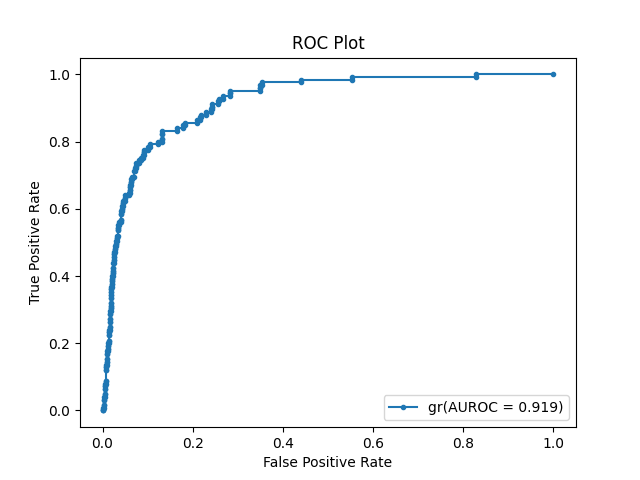 ROC Plot
True Positive Rate
1.0
0.8
0.6
0.4
0.2
0.0
0.0 0.2 0.4 0.6 0.8 1.0
False Positive Rate
gr(AUROC = 0.919)